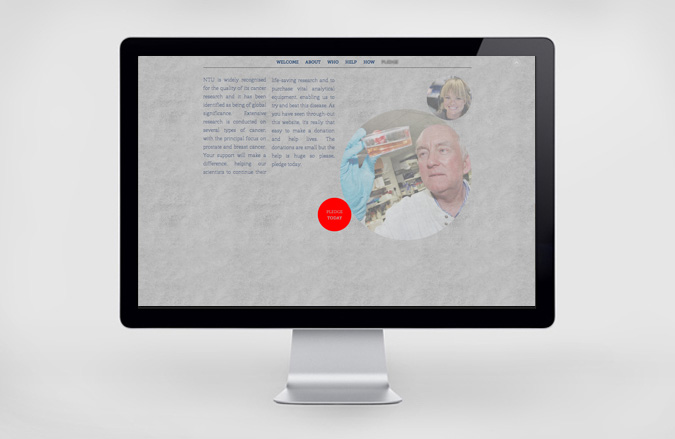 WELCOME ABOUT WHO HELP HOW PLEDGE
NTU is widely recognised
for the quality of its cancer
research and it has been
identified as being of global
significance. Extensive
research is conducted on
several types of cancer,
with the principal focus on
prostate and breast cancer.
Your support will make a
difference, helping our
scientists to continue their
life-saving research and to
purchase vital analytical
equipment, enabling us to
try and beat this disease. As
you have seen through-out
this website, it's really that
easy to make a donation
and help lives. The
donations are small but the
help is huge so please,
pledge today.
PLEDGE
TODAY